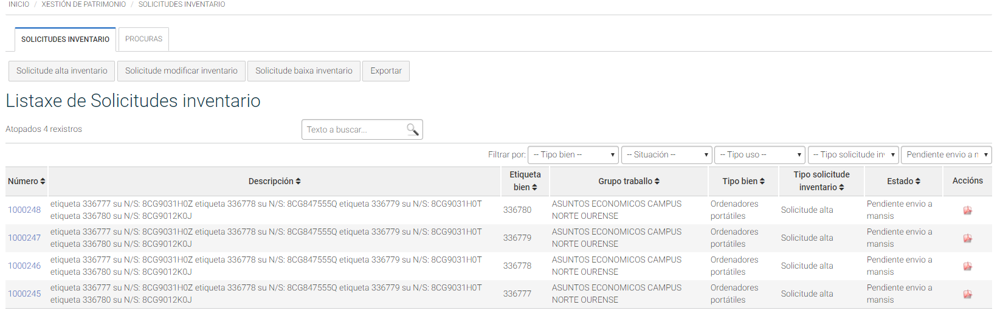 INICIO / XESTIÓN DE PATRIMONIO / SOLICITUDES INVENTARIO
SOLICITUDES INVENTARIO PROCURAS
Solicitude alta inventario Solicitude modificar inventario Solicitude baixa inventario Exportar
Listaxe de Solicitudes inventario
Atopados 4 rexistros Texto a buscar...
Filtrar por: -- Tipo bien -- -- Situación -- -- Tipo uso -- -- Tipo solicitude in Pendiente envio a
Número Descripción Etiqueta bien Grupo traballo Tipo bien Tipo solicitude inventario Estado Accións
1000248 etiqueta 336777 su N/S: 8CG9031H0Z etiqueta 336778 su N/S: 8CG847555Q etiqueta 336779 su N/S: 8CG9031H0T 336780 ASUNTOS ECONOMICOS CAMPUS Ordenadores Solicitude alta Pendiente envio a
etiqueta 336780 su N/S: 8CG9012K0J NORTE OURENSE portátiles mansis
1000247 etiqueta 336777 su N/S: 8CG9031H0Z etiqueta 336778 su N/S: 8CG847555Q etiqueta 336779 su N/S: 8CG9031H0T 336779 ASUNTOS ECONOMICOS CAMPUS Ordenadores Solicitude alta Pendiente envio a
etiqueta 336780 su N/S: 8CG9012K0J NORTE OURENSE portátiles mansis
1000246 etiqueta 336777 su N/S: 8CG9031H0Z etiqueta 336778 su N/S: 8CG847555Q etiqueta 336779 su N/S: 8CG9031H0T 336778 ASUNTOS ECONOMICOS CAMPUS Ordenadores Solicitude alta Pendiente envio a
etiqueta 336780 su N/S: 8CG9012K0J NORTE OURENSE portátiles mansis
1000245 etiqueta 336777 su N/S: 8CG9031H0Z etiqueta 336778 su N/S: 8CG847555Q etiqueta 336779 su N/S: 8CG9031H0T 336777 ASUNTOS ECONOMICOS CAMPUS Ordenadores Solicitude alta Pendiente envio a
etiqueta 336780 su N/S: 8CG9012K0J NORTE OURENSE portátiles mansis